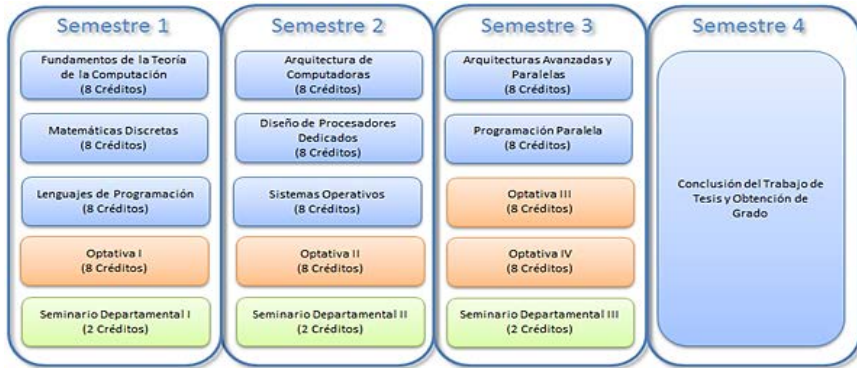 Semestre 1
Fundamentos de la Teoría
de la Computación
(8 Créditos)
Matemáticas Discretas
(8 Créditos)
Lenguajes de Programación
(8 Créditos)
Optativa I
(8 Créditos)
Seminario Departamental I
(2 Créditos)
Semestre 2
Arquitectura de
Computadoras
(8 Créditos)
Diseño de Procesadores
Dedicados
(8 Créditos)
Sistemas Operativos
(8 Créditos)
Optativa II
(8 Créditos)
Seminario Departamental II
(2 Créditos)
Semestre 3
Arquitecturas Avanzadas y
Paralelas
(8 Créditos)
Programación Paralela
(8 Créditos)
Optativa III
(8 Créditos)
Optativa IV
(8 Créditos)
Seminario Departamental III
(2 Créditos)
Semestre 4
Conclusión del Trabajo de
Tesis y Obtención de
Grado